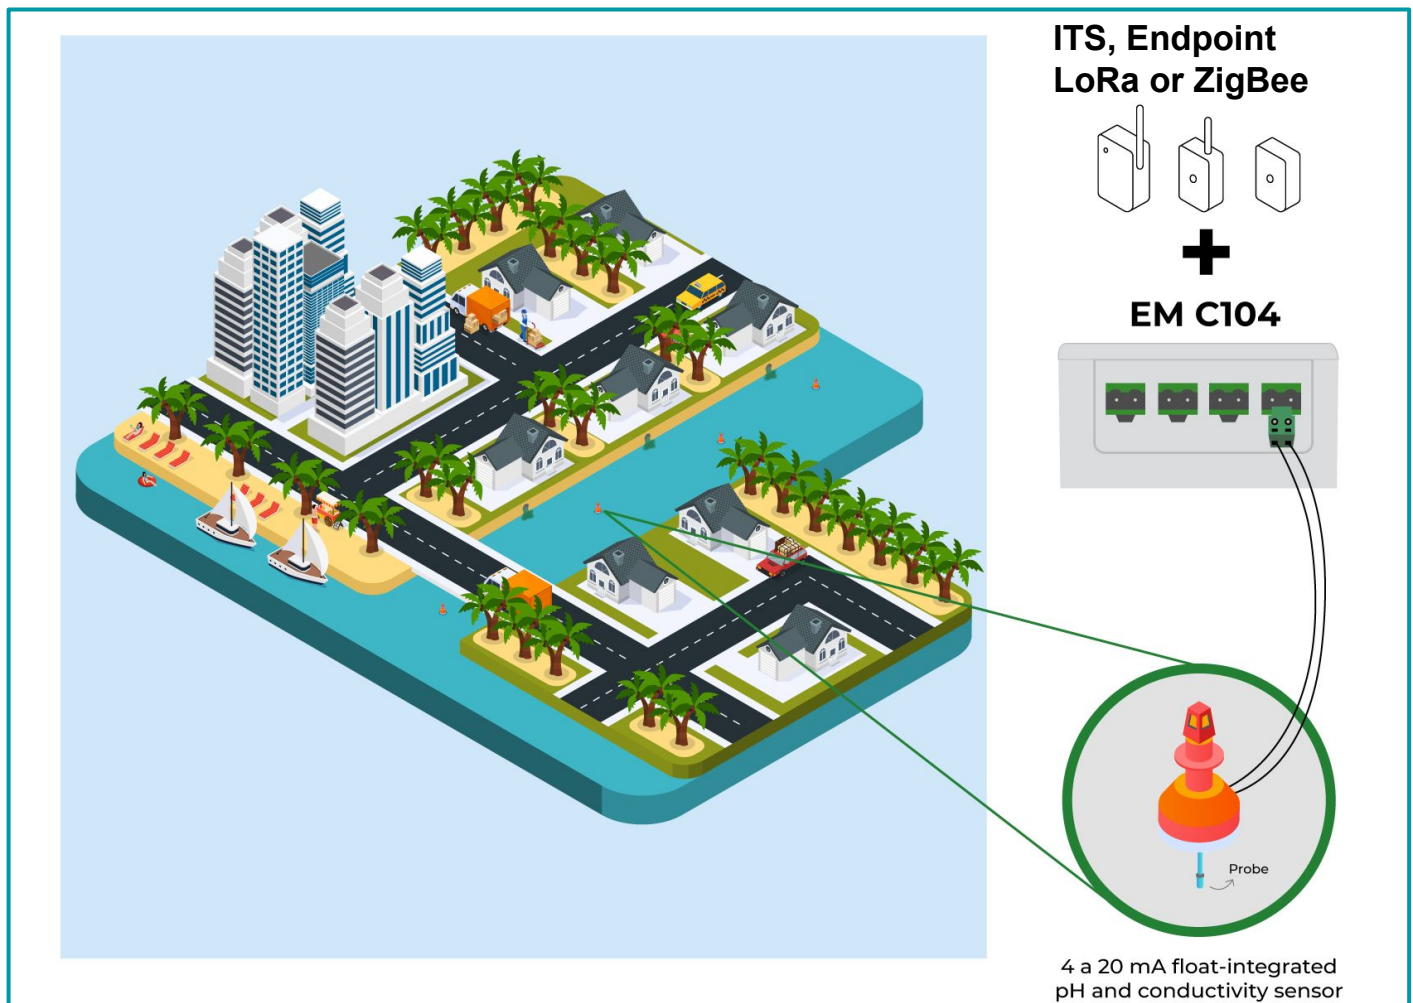 ITS, Endpoint
LoRa or ZigBee
EM C104
Probe
4 a 20 mA float-integrated
pH and conductivity sensor